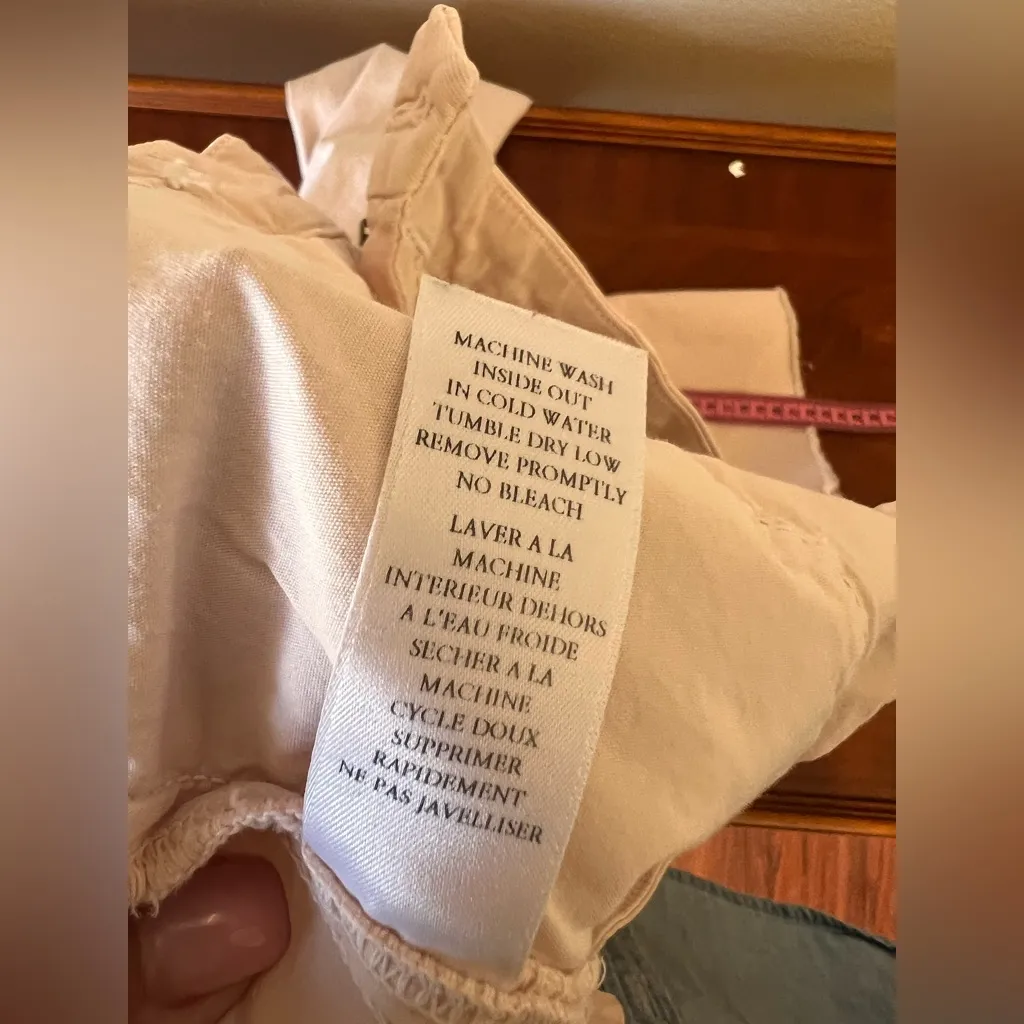 MACHINE WASH
INSIDE OUT
IN COLD WATER
TUMBLE DRY LOW
REMOVE PROMPTLY
NO BLEACH
LAVER A LA
MACHINE
INTERIEUR DEHORS
A L'EAU FROIDE
SECHER A LA
MACHINE
CYCLE DOUX
SUPPRIMER
RAPIDEMENT
NE PAS JAVELLISER